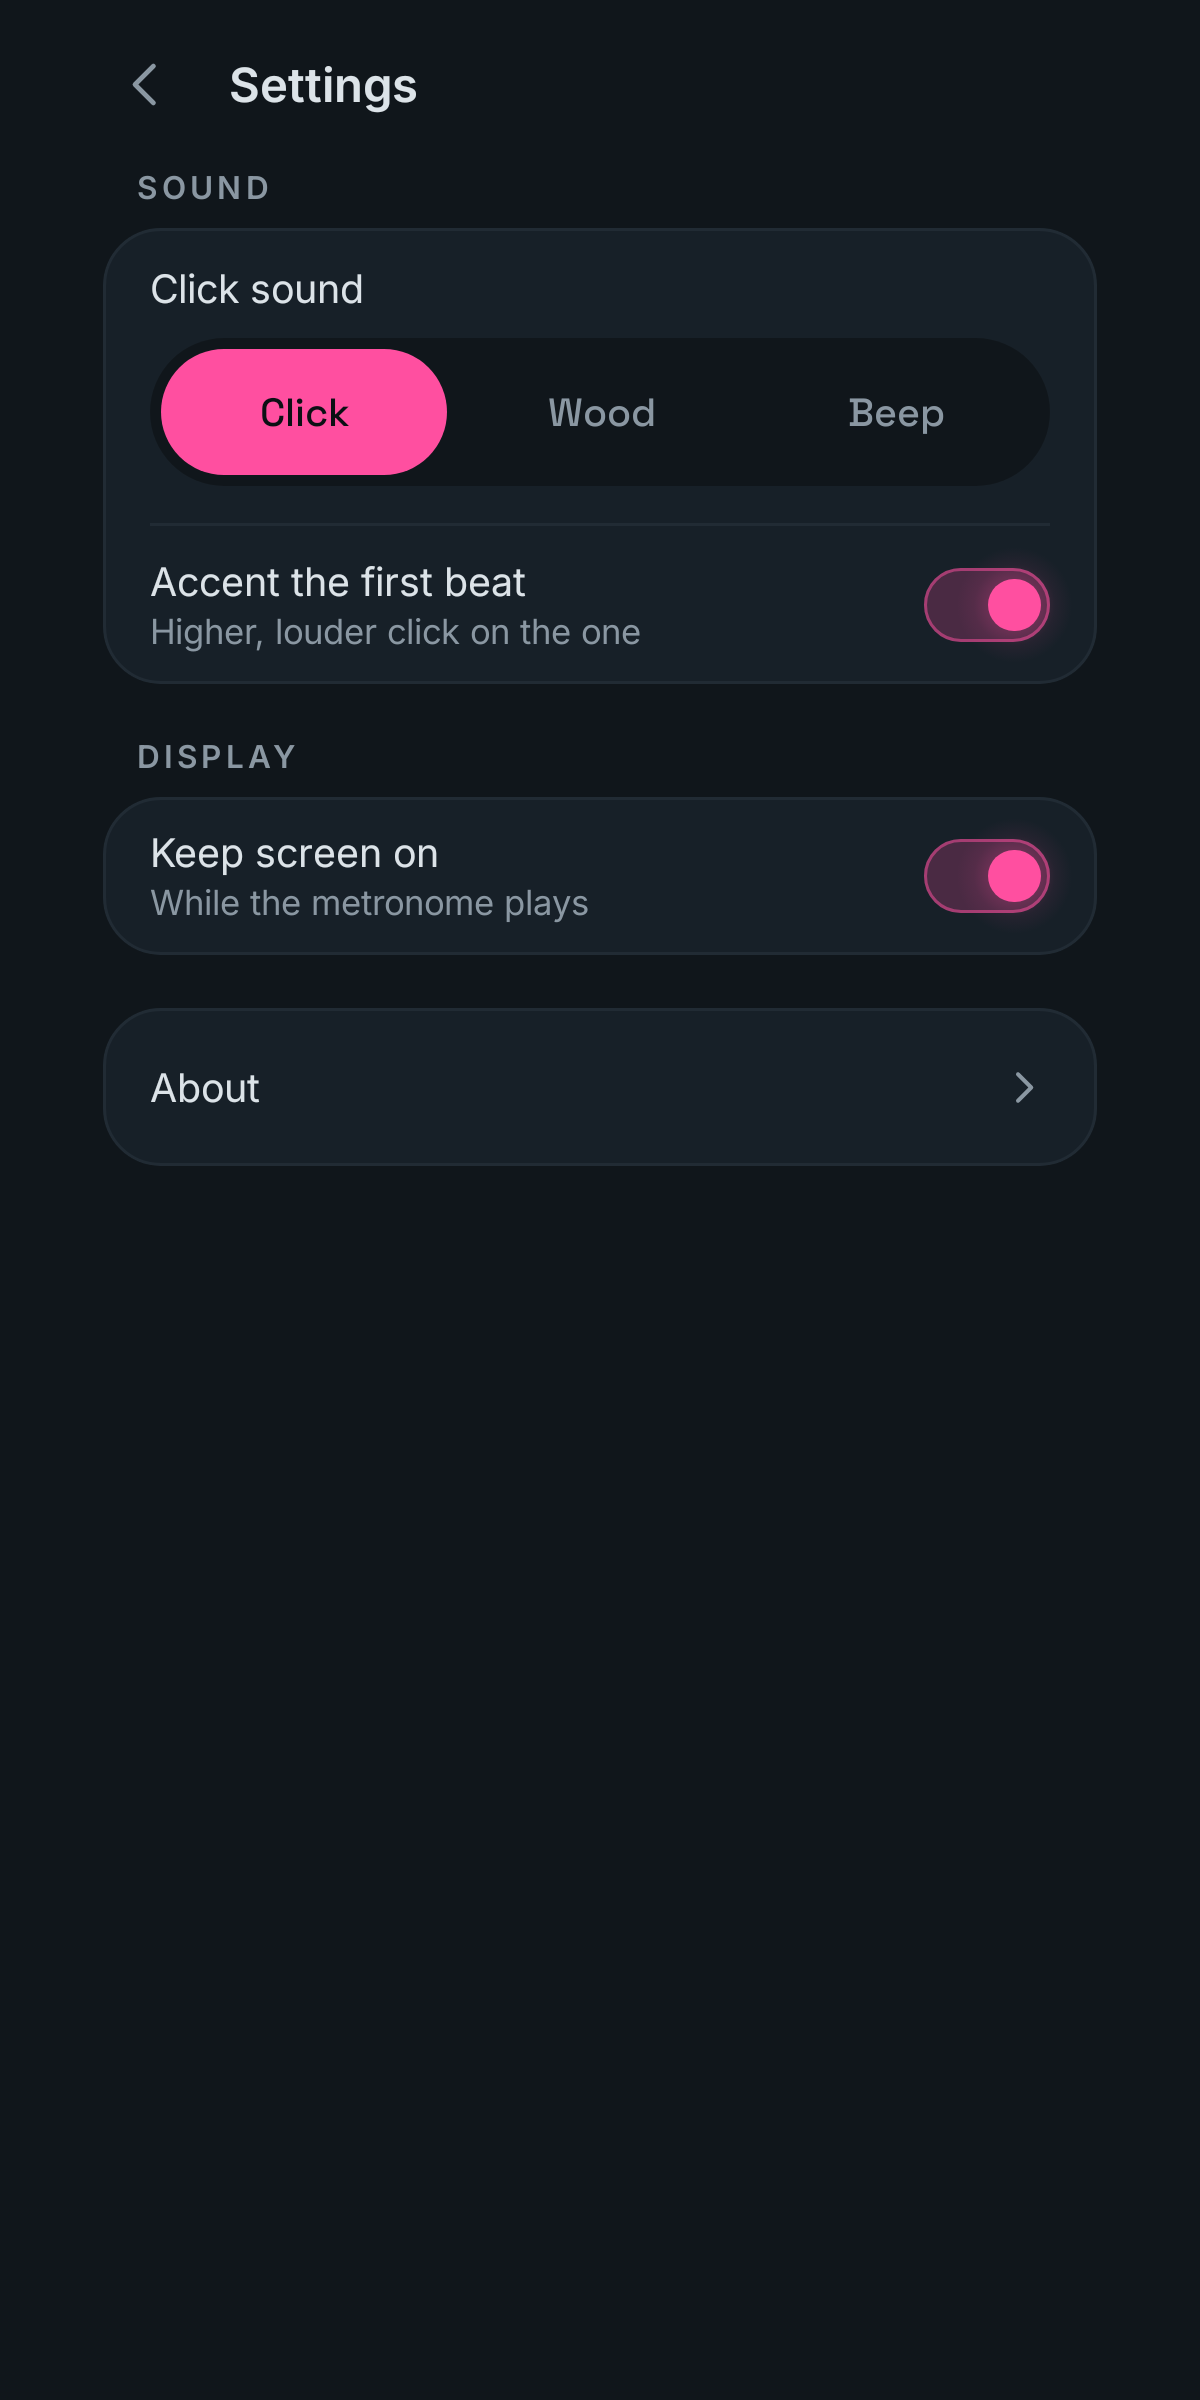 Settings
SOUND
Click sound
Click Wood Beep
Accent the first beat
Higher, louder click on the one
DISPLAY
Keep screen on
While the metronome plays
About